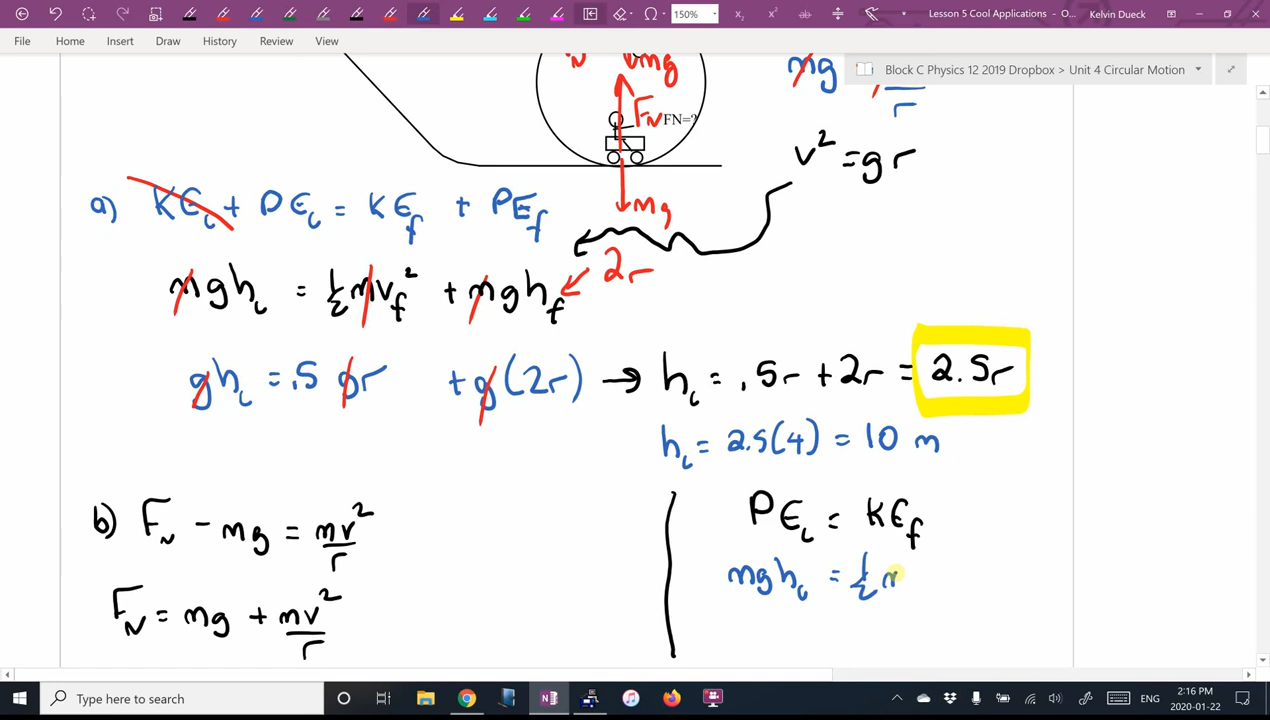 150%
Lesson 5 Cool Applications - O...
Kelvin Dueck
File Home Insert Draw History Review View
Block C Physics 12 2019 Dropbox > Unit 4 Circular Motion
N mg
mg
r
FN FN=?
v² = gr
mg
a) KEi + PEi = KEf + PEf
2r
mghi = ½mvf² + mghf
ghi = .5 gr + g(2r) → hi = .5r + 2r = 2.5r
hi = 2.5(4) = 10 m
b) FN - mg = mv²/r
PEi = KEf
mghi = ½ m
FN = mg + mv²/r
Type here to search
ENG
2:16 PM
2020-01-22